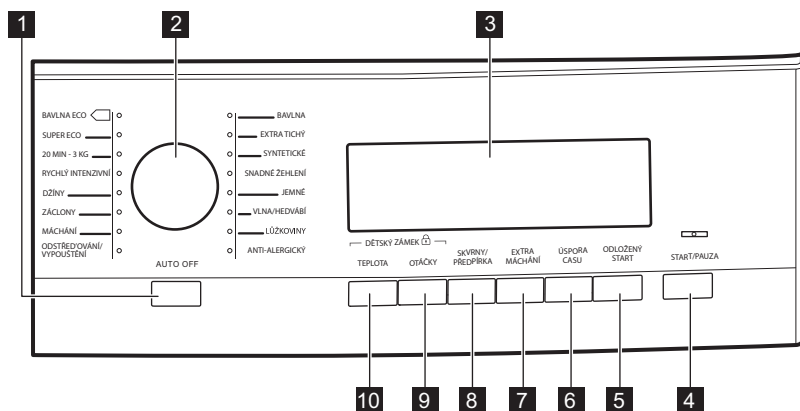 1
2
3
BAVLNA ECO
SUPER ECO
20 MIN - 3 KG
RYCHLÝ INTENZIVNÍ
DŽÍNY
ZÁCLONY
MÁCHÁNÍ
ODSTŘEĎOVÁNÍ/
VYPOUŠTĚNÍ
BAVLNA
EXTRA TICHÝ
SYNTETICKÉ
SNADNÉ ŽEHLENÍ
JEMNÉ
VLNA/HEDVÁBÍ
LŮŽKOVINY
ANTI-ALERGICKÝ
AUTO OFF
DĚTSKÝ ZÁMEK
TEPLOTA
OTÁČKY
SKVRNY/
PŘEDPÍRKA
EXTRA
MÁCHÁNÍ
ÚSPORA
CASU
ODLOŽENÝ
START
START/PAUZA
10
9
8
7
6
5
4